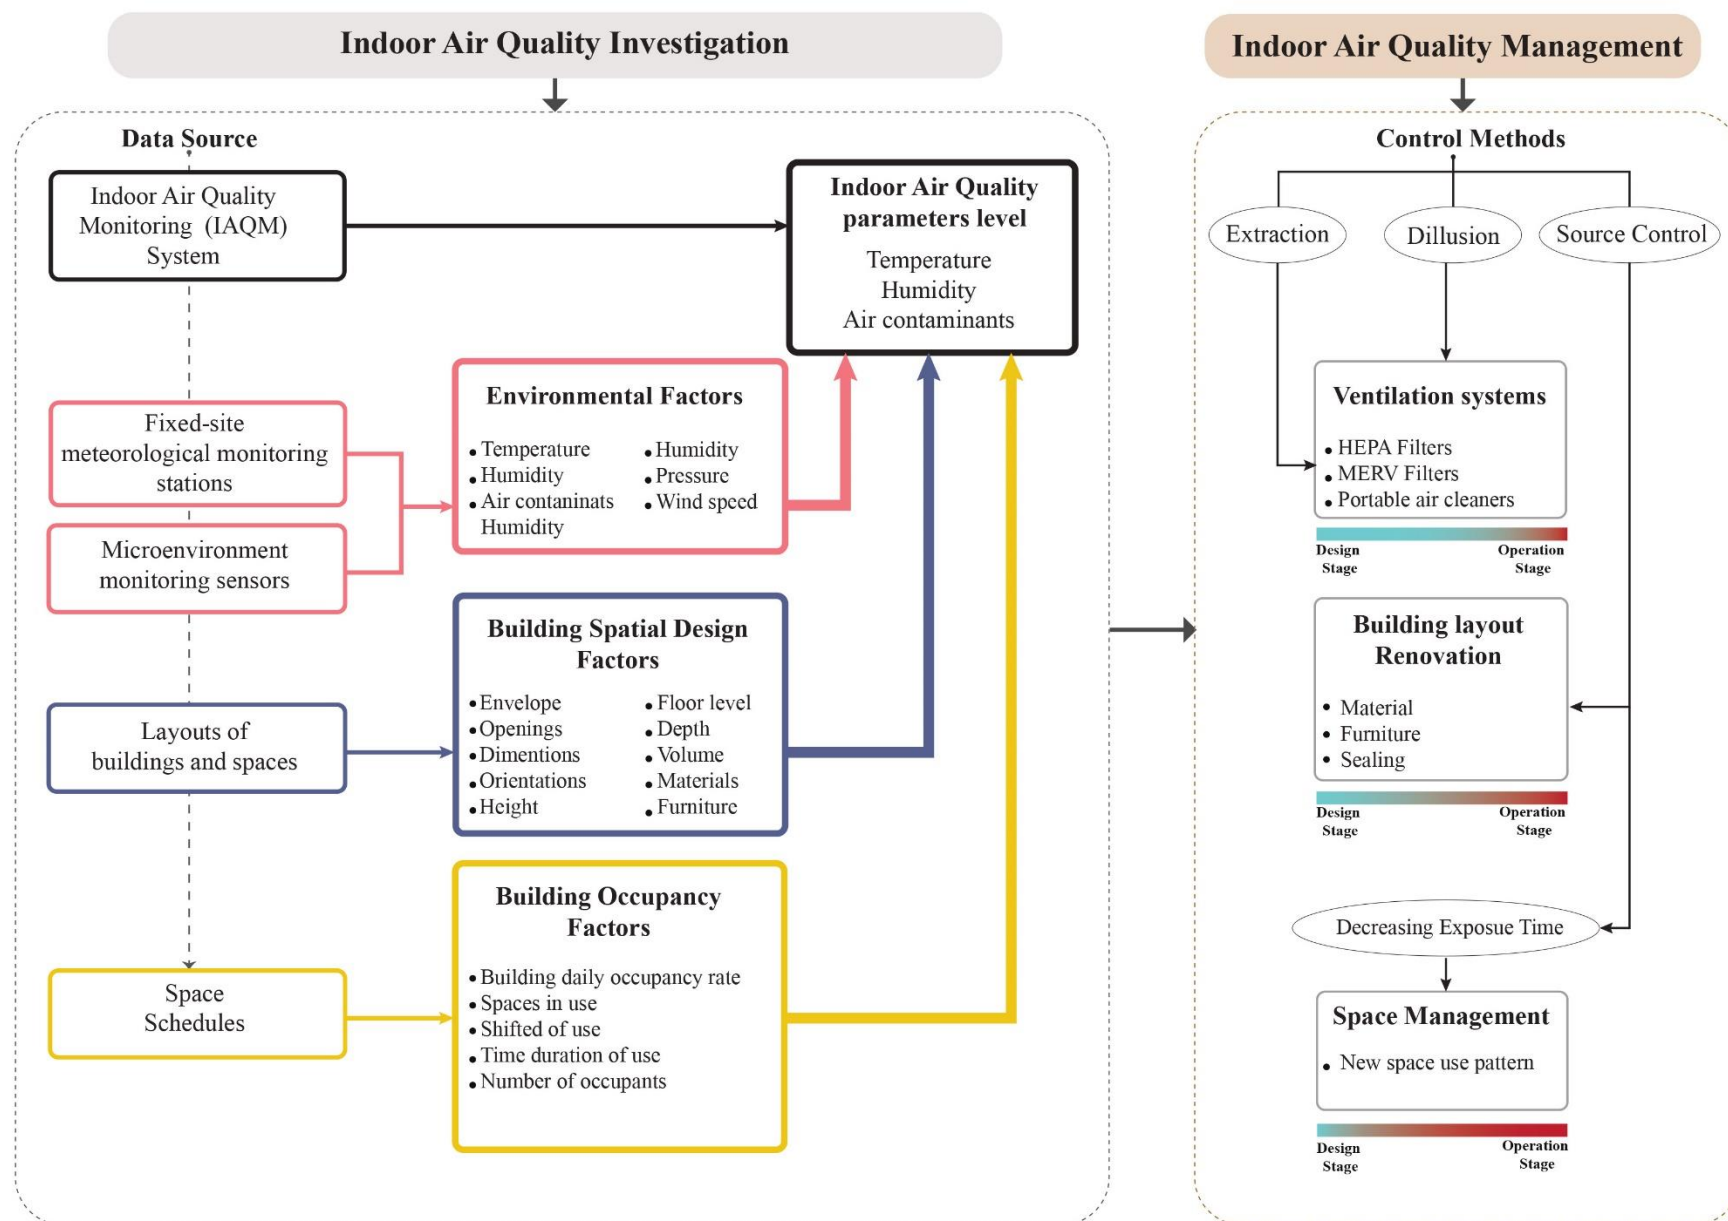 Indoor Air Quality Investigation
Data Source
Indoor Air Quality
Monitoring (IAQM)
System
Indoor Air Quality
parameters level
Temperature
Humidity
Air contaminants
Fixed-site
meteorological monitoring
stations
Microenvironment
monitoring sensors
Environmental Factors
• Temperature
• Humidity
• Air contaninats
Humidity
• Humidity
• Pressure
• Wind speed
Layouts of
buildings and spaces
Building Spatial Design
Factors
• Envelope
• Openings
• Dimentions
• Orientations
• Height
• Floor level
• Depth
• Volume
• Materials
• Furniture
Space
Schedules
Building Occupancy
Factors
• Building daily occupancy rate
• Spaces in use
• Shifted of use
• Time duration of use
• Number of occupants
Indoor Air Quality Management
Control Methods
Extraction
Dillusion
Source Control
Ventilation systems
• HEPA Filters
• MERV Filters
• Portable air cleaners
Design
Stage
Operation
Stage
Building layout
Renovation
• Material
• Furniture
• Sealing
Design
Stage
Operation
Stage
Decreasing Exposue Time
Space Management
• New space use pattern
Design
Stage
Operation
Stage